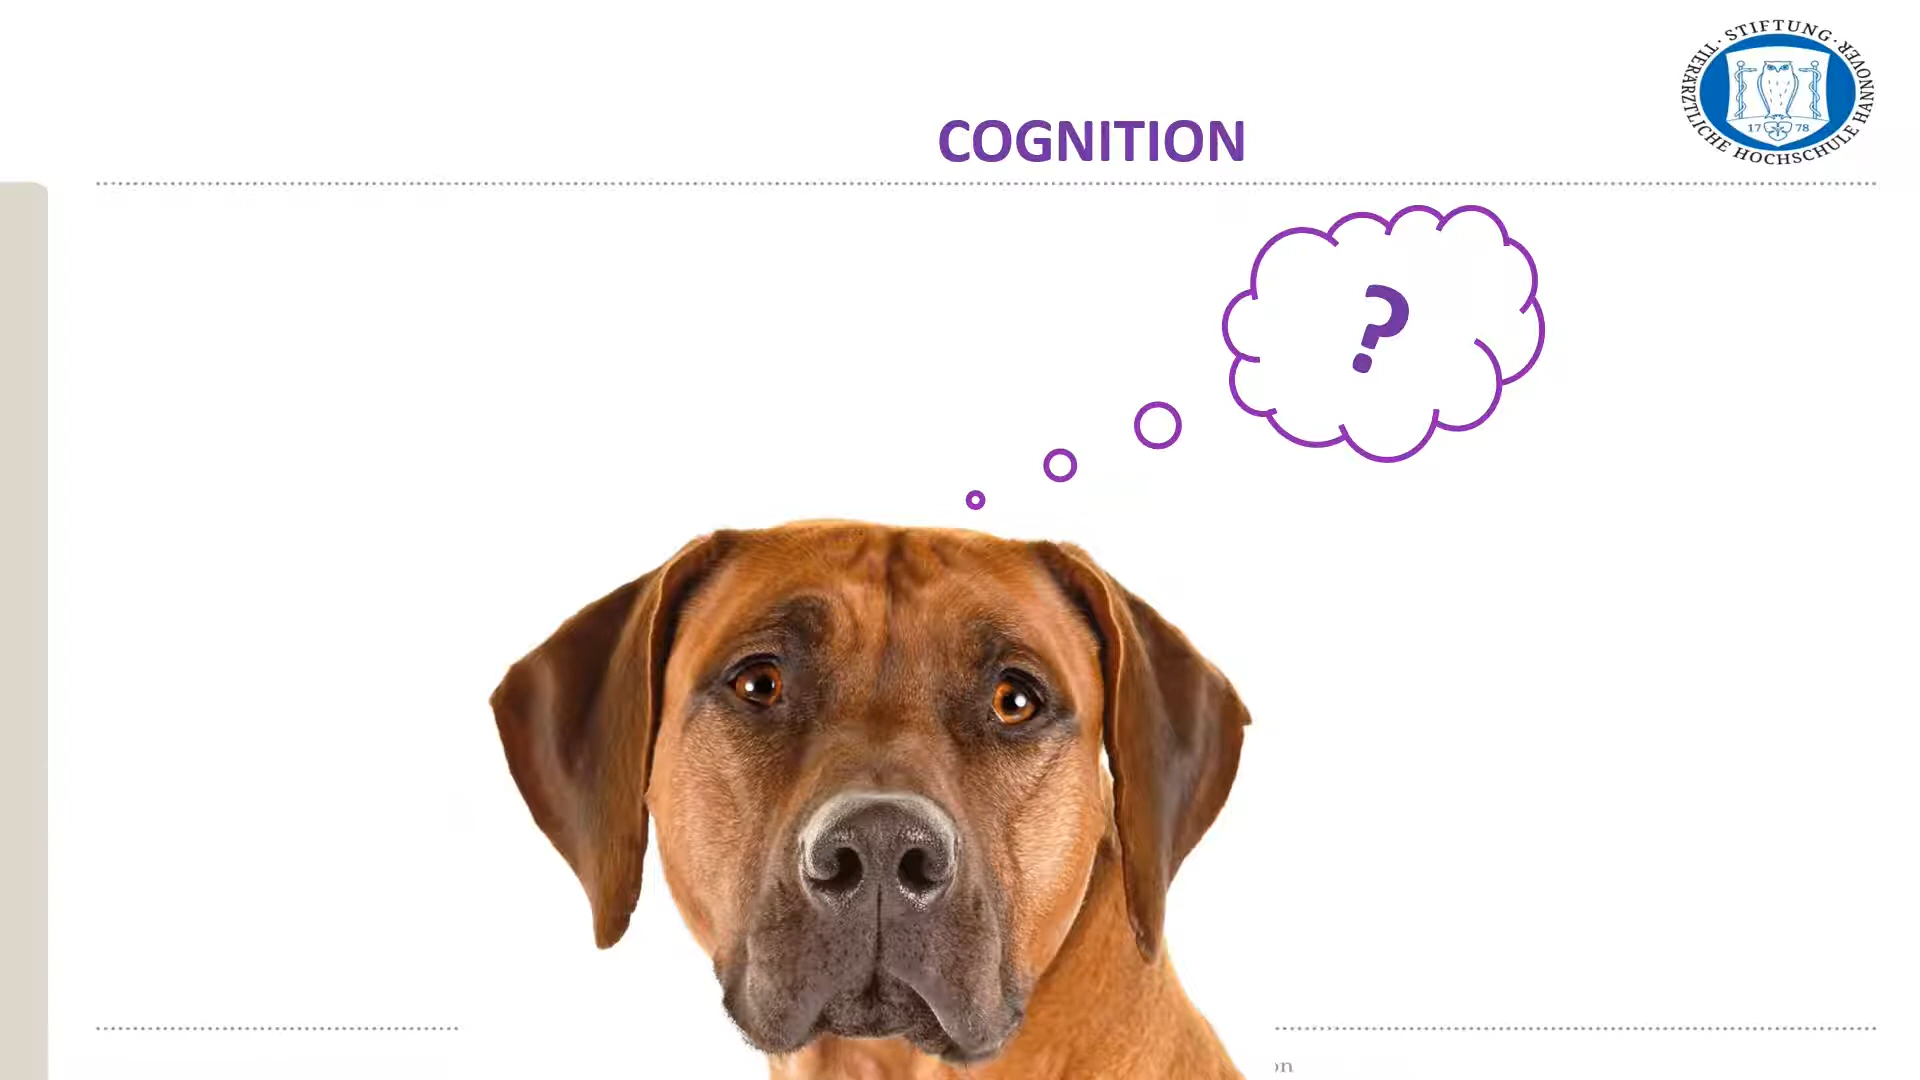 · STIFTUNG ·
TIERÄRZTLICHE HOCHSCHULE HANNOVER
17 78
COGNITION
?